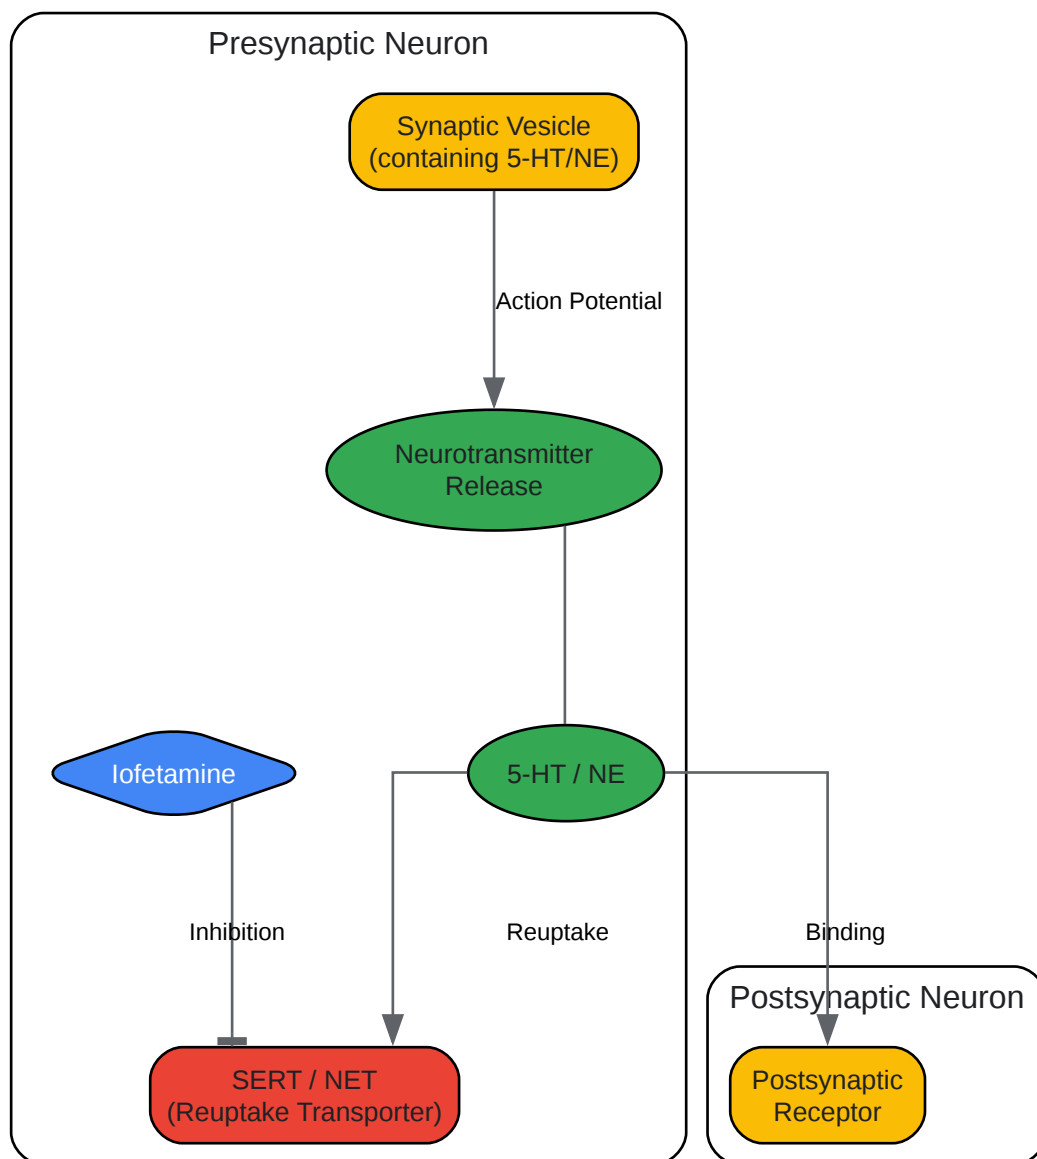 Presynaptic Neuron
Synaptic Vesicle
(containing 5-HT/NE)
Action Potential
Neurotransmitter
Release
Iofetamine
5-HT / NE
Inhibition
Reuptake
Binding
Postsynaptic Neuron
SERT / NET
(Reuptake Transporter)
Postsynaptic
Receptor